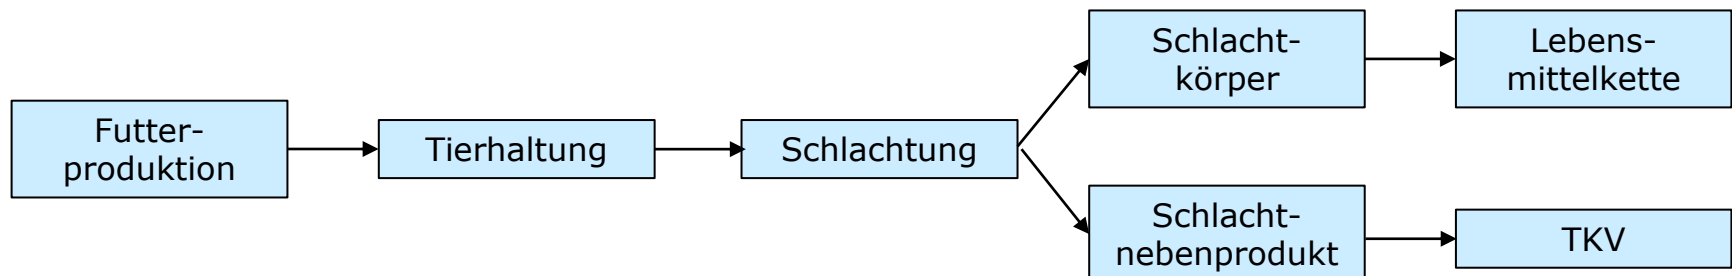 Futter-
produktion
Tierhaltung
Schlachtung
Schlacht-
körper
Lebens-
mittelkette
Schlacht-
nebenprodukt
TKV